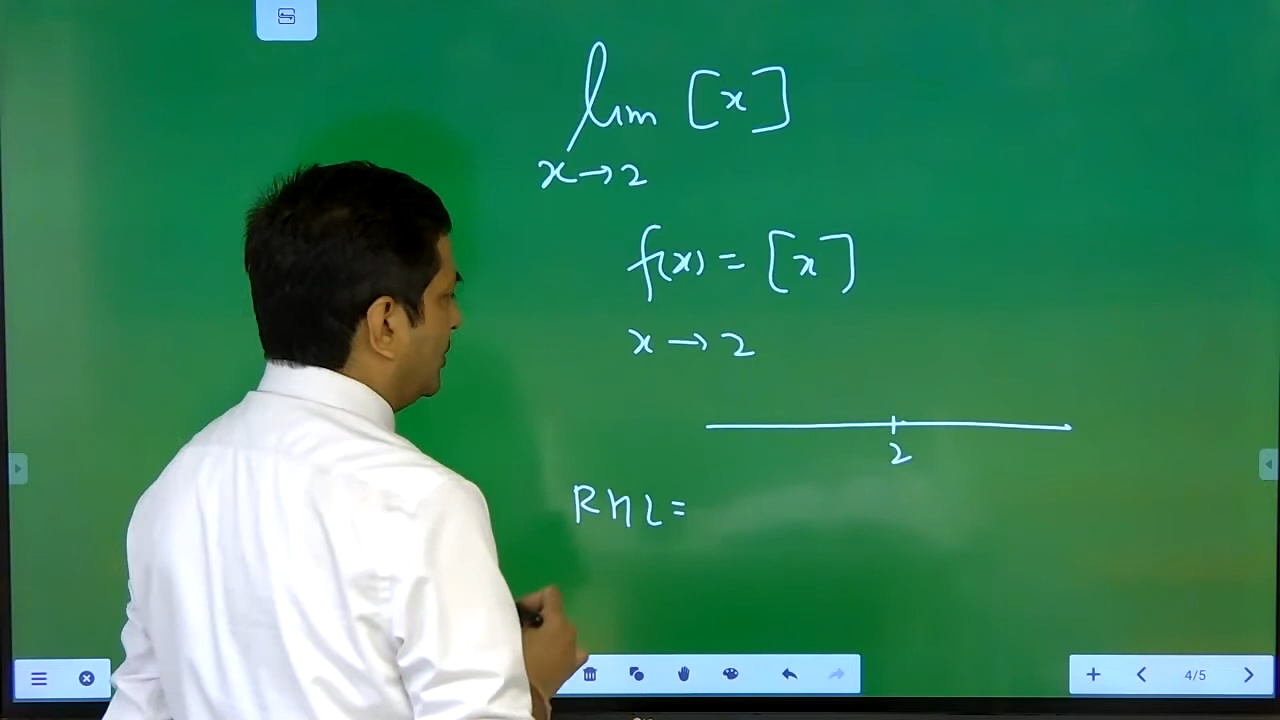 lim [x]
x→2
f(x) = [x]
x → 2
2
RHL =
4/5